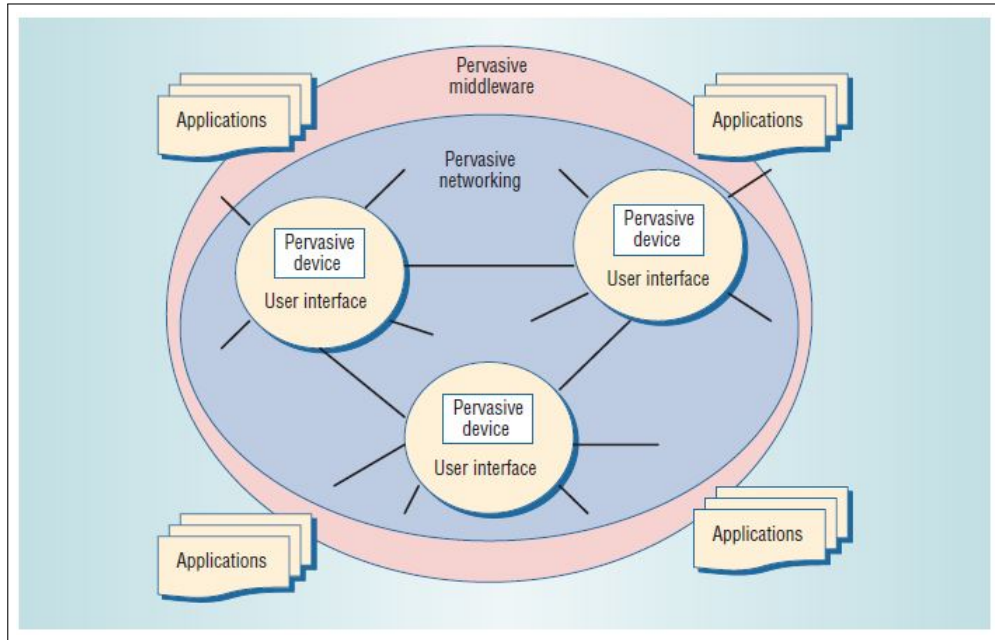 Pervasive
middleware
Applications
Applications
Pervasive
networking
Pervasive
device
User interface
Pervasive
device
User interface
Pervasive
device
User interface
Applications
Applications